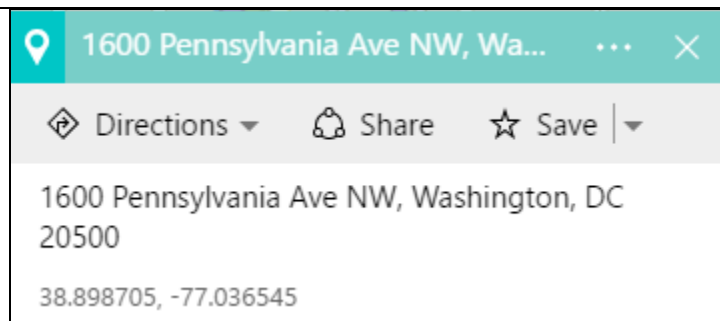 1600 Pennsylvania Ave NW, Wa...
Directions Share Save
1600 Pennsylvania Ave NW, Washington, DC
20500
38.898705, -77.036545